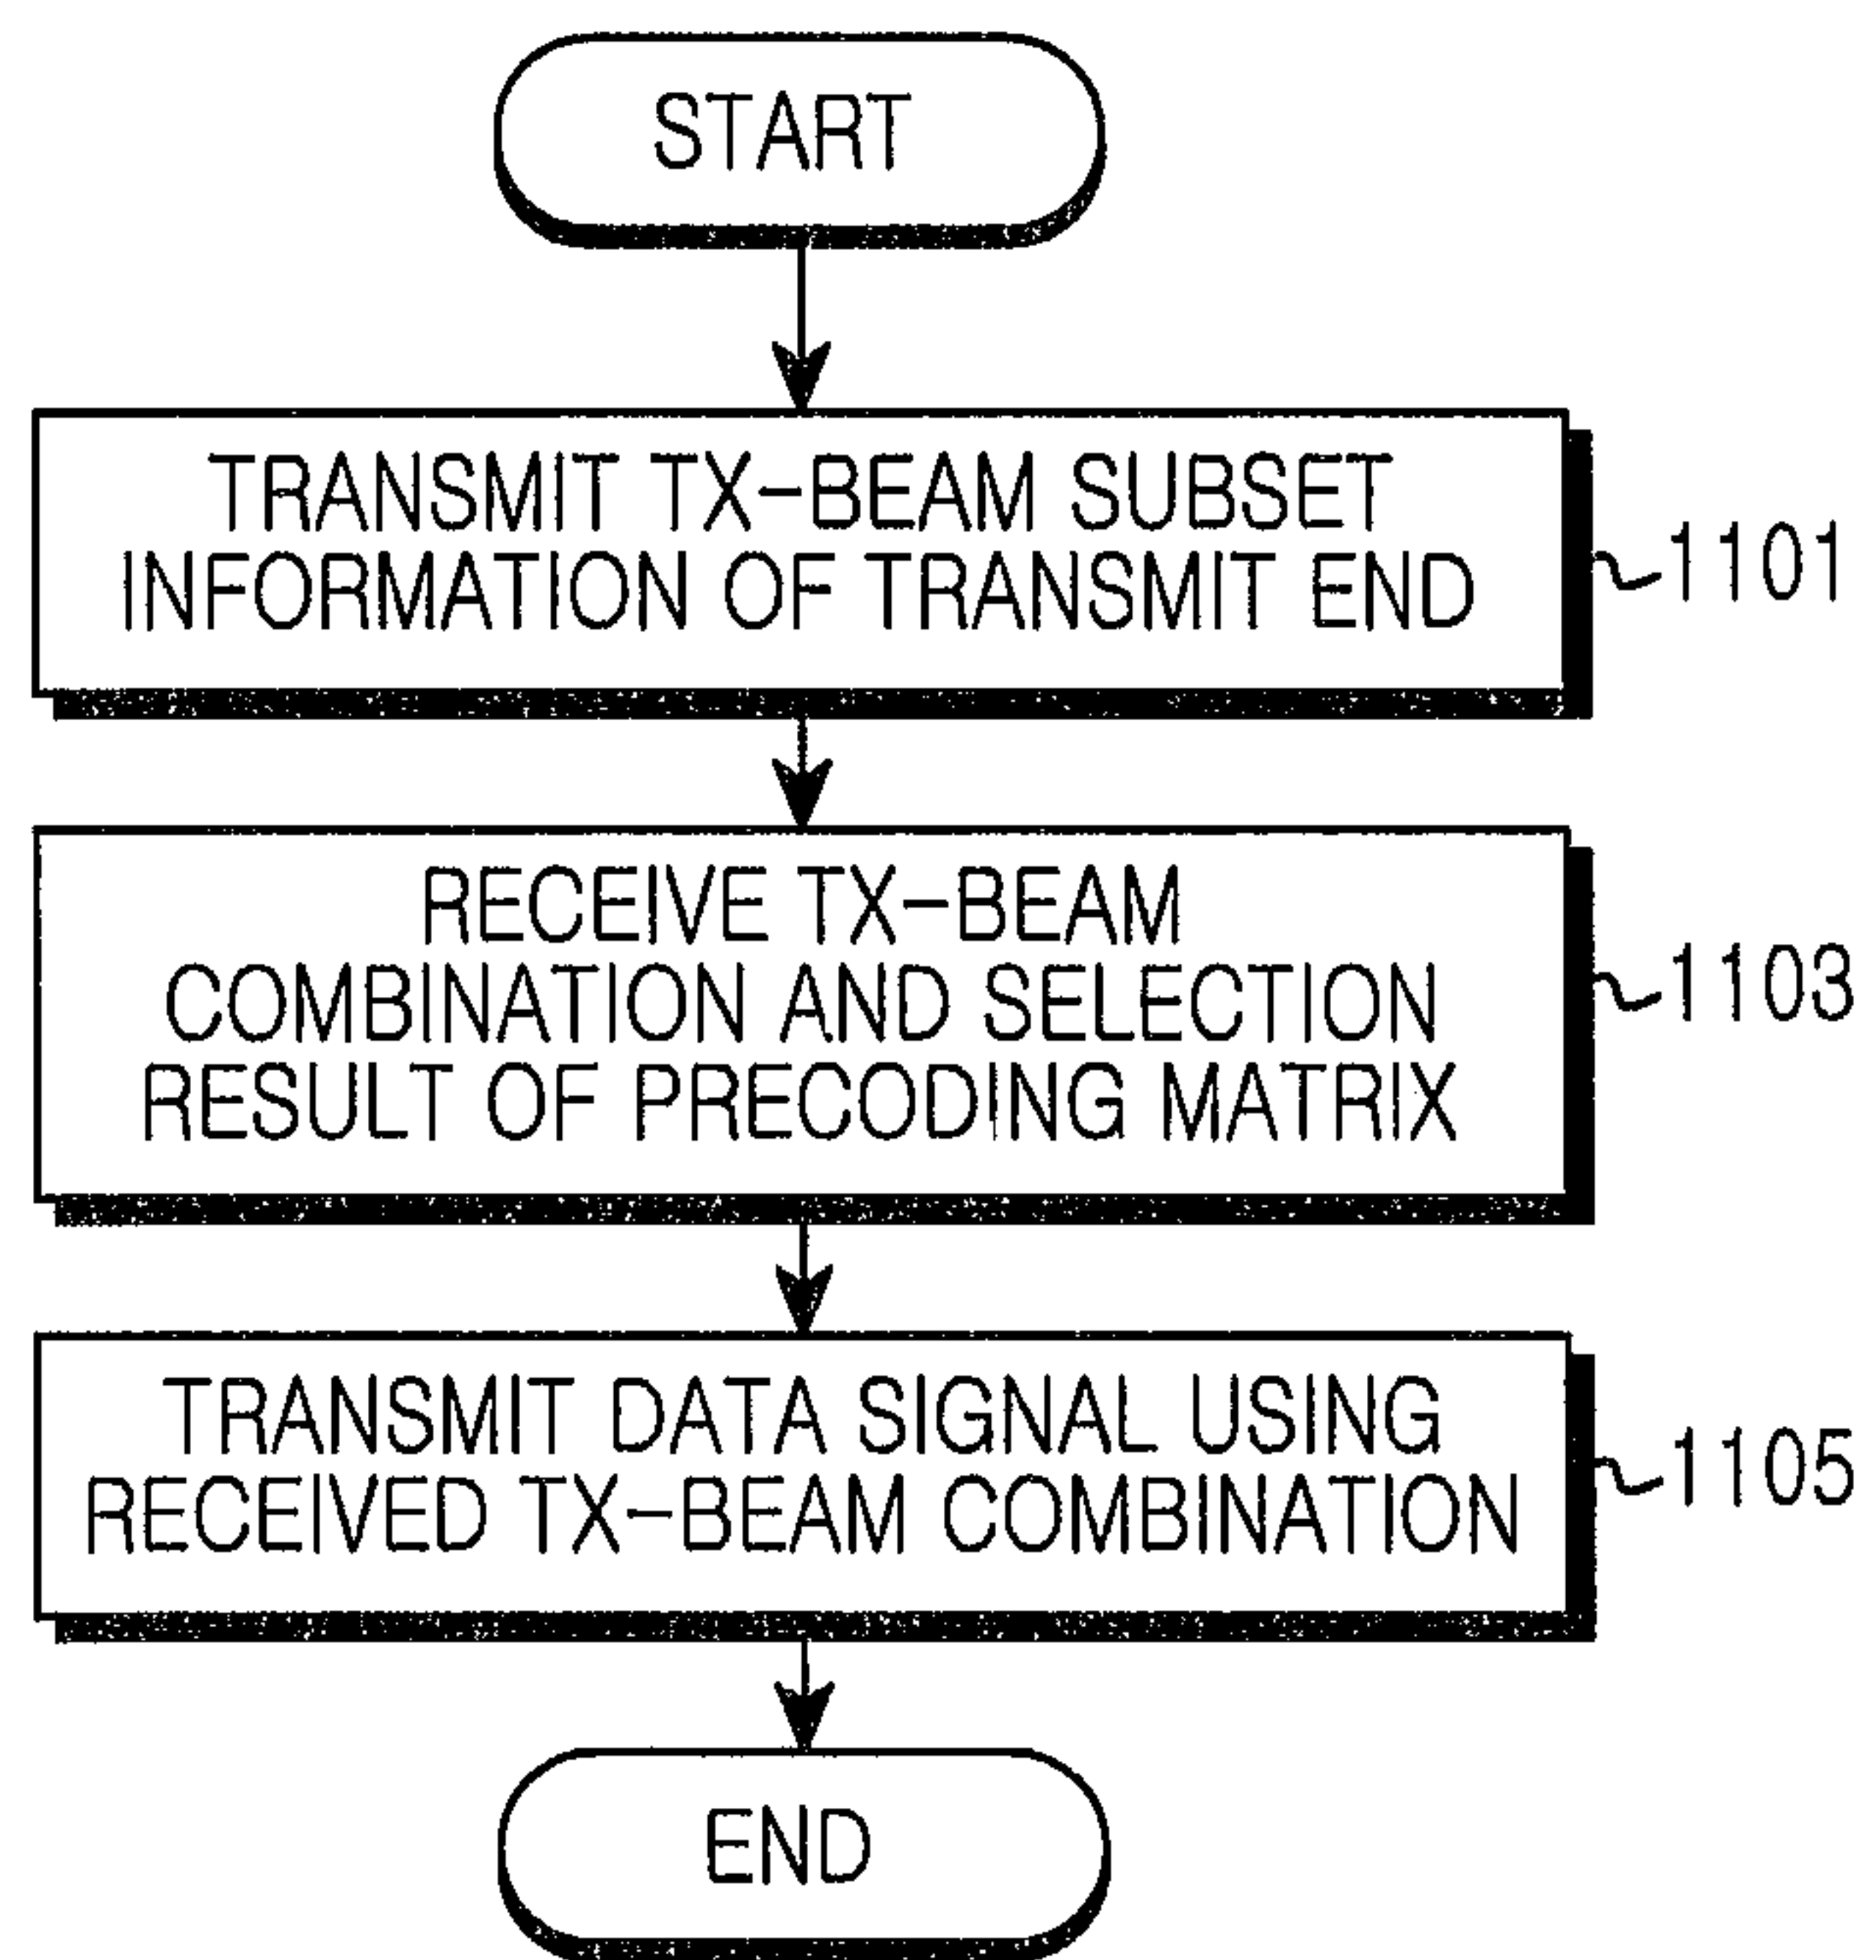 START
TRANSMIT TX-BEAM SUBSET
INFORMATION OF TRANSMIT END
1101
RECEIVE TX-BEAM
COMBINATION AND SELECTION
RESULT OF PRECODING MATRIX
1103
TRANSMIT DATA SIGNAL USING
RECEIVED TX-BEAM COMBINATION
1105
END